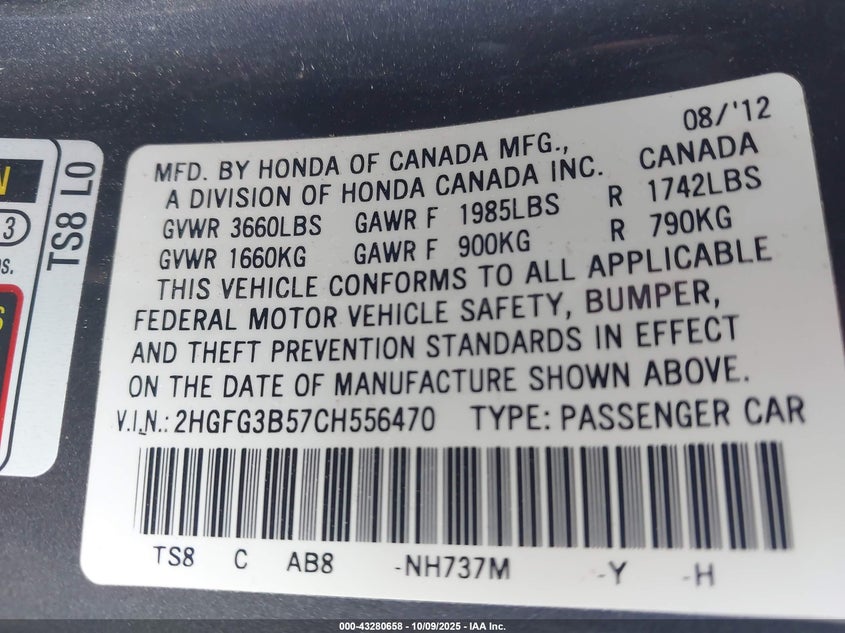 N
3
OS.
S
TS8 L0
08/'12
MFD. BY HONDA OF CANADA MFG., CANADA
A DIVISION OF HONDA CANADA INC.
GVWR 3660LBS GAWR F 1985LBS R 1742LBS
GVWR 1660KG GAWR F 900KG R 790KG
THIS VEHICLE CONFORMS TO ALL APPLICABLE
FEDERAL MOTOR VEHICLE SAFETY, BUMPER,
AND THEFT PREVENTION STANDARDS IN EFFECT
ON THE DATE OF MANUFACTURE SHOWN ABOVE.
V.I.N.: 2HGFG3B57CH556470 TYPE: PASSENGER CAR
TS8 C AB8 -NH737M -Y -H
000-43280658 - 10/09/2025 - IAA Inc.